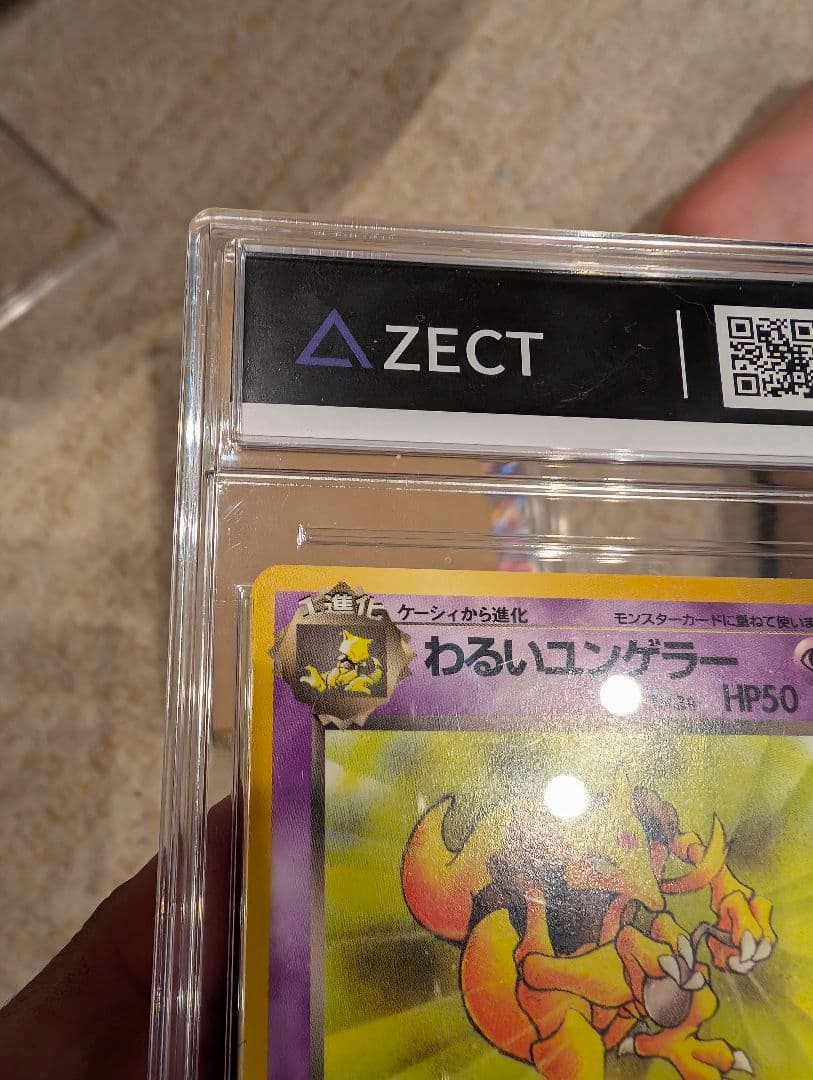 ZECT
1進化
ケーシィから進化
モンスターカードに重ねて使いま
わるいユンゲラー
HP50